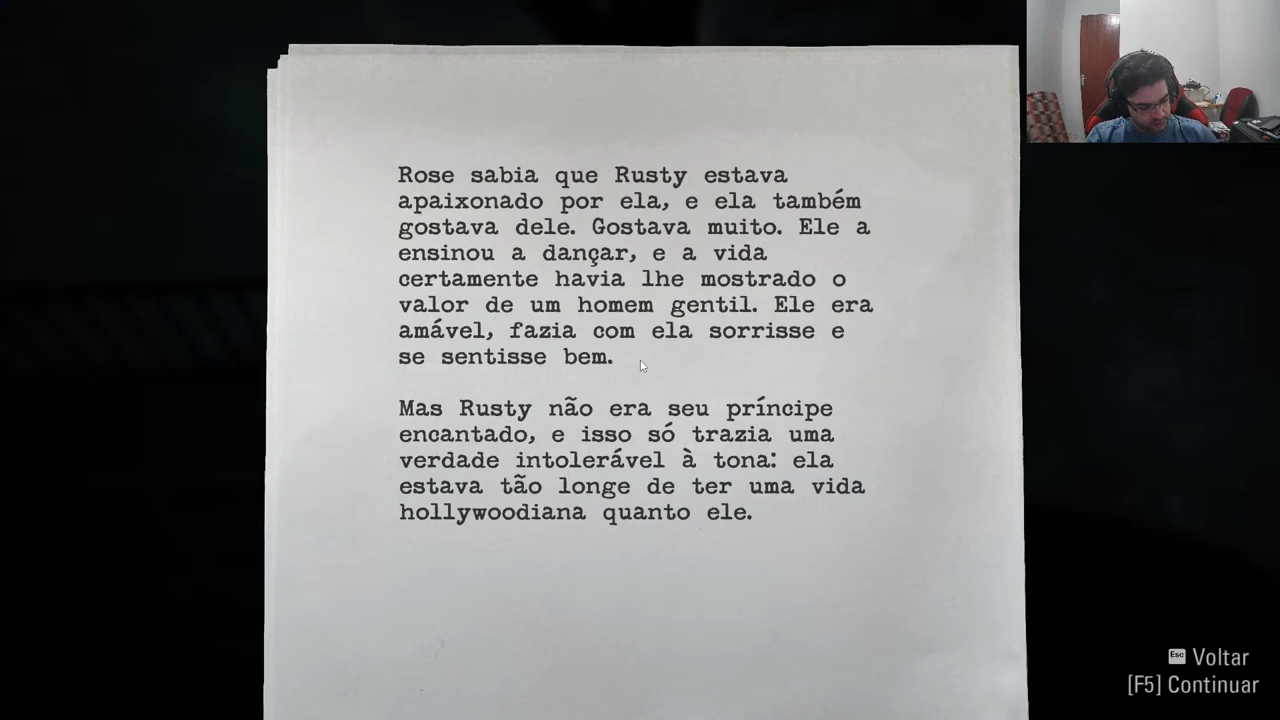 Rose sabia que Rusty estava
apaixonado por ela, e ela também
gostava dele. Gostava muito. Ele a
ensinou a dançar, e a vida
certamente havia lhe mostrado o
valor de um homem gentil. Ele era
amável, fazia com ela sorrisse e
se sentisse bem.
Mas Rusty não era seu príncipe
encantado, e isso só trazia uma
verdade intolerável à tona: ela
estava tão longe de ter uma vida
hollywoodiana quanto ele.
Esc Voltar
[F5] Continuar